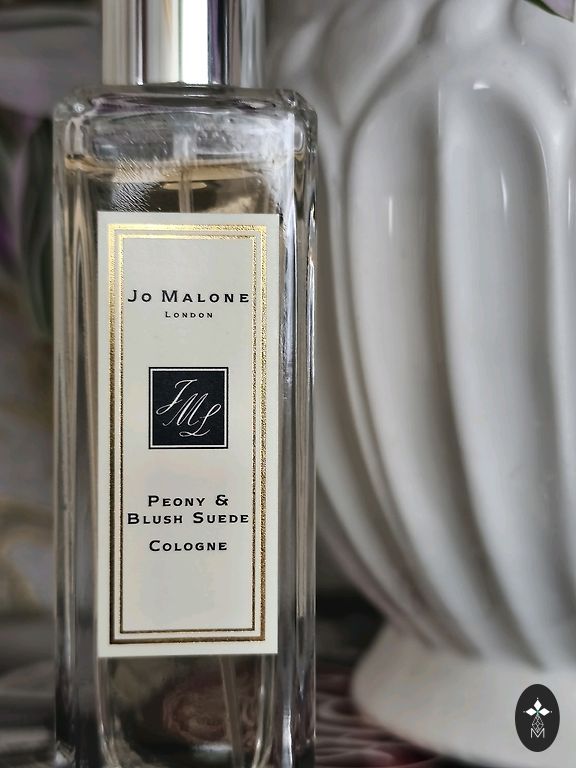 Jo Malone
London
JML
Peony &
Blush Suede
Cologne